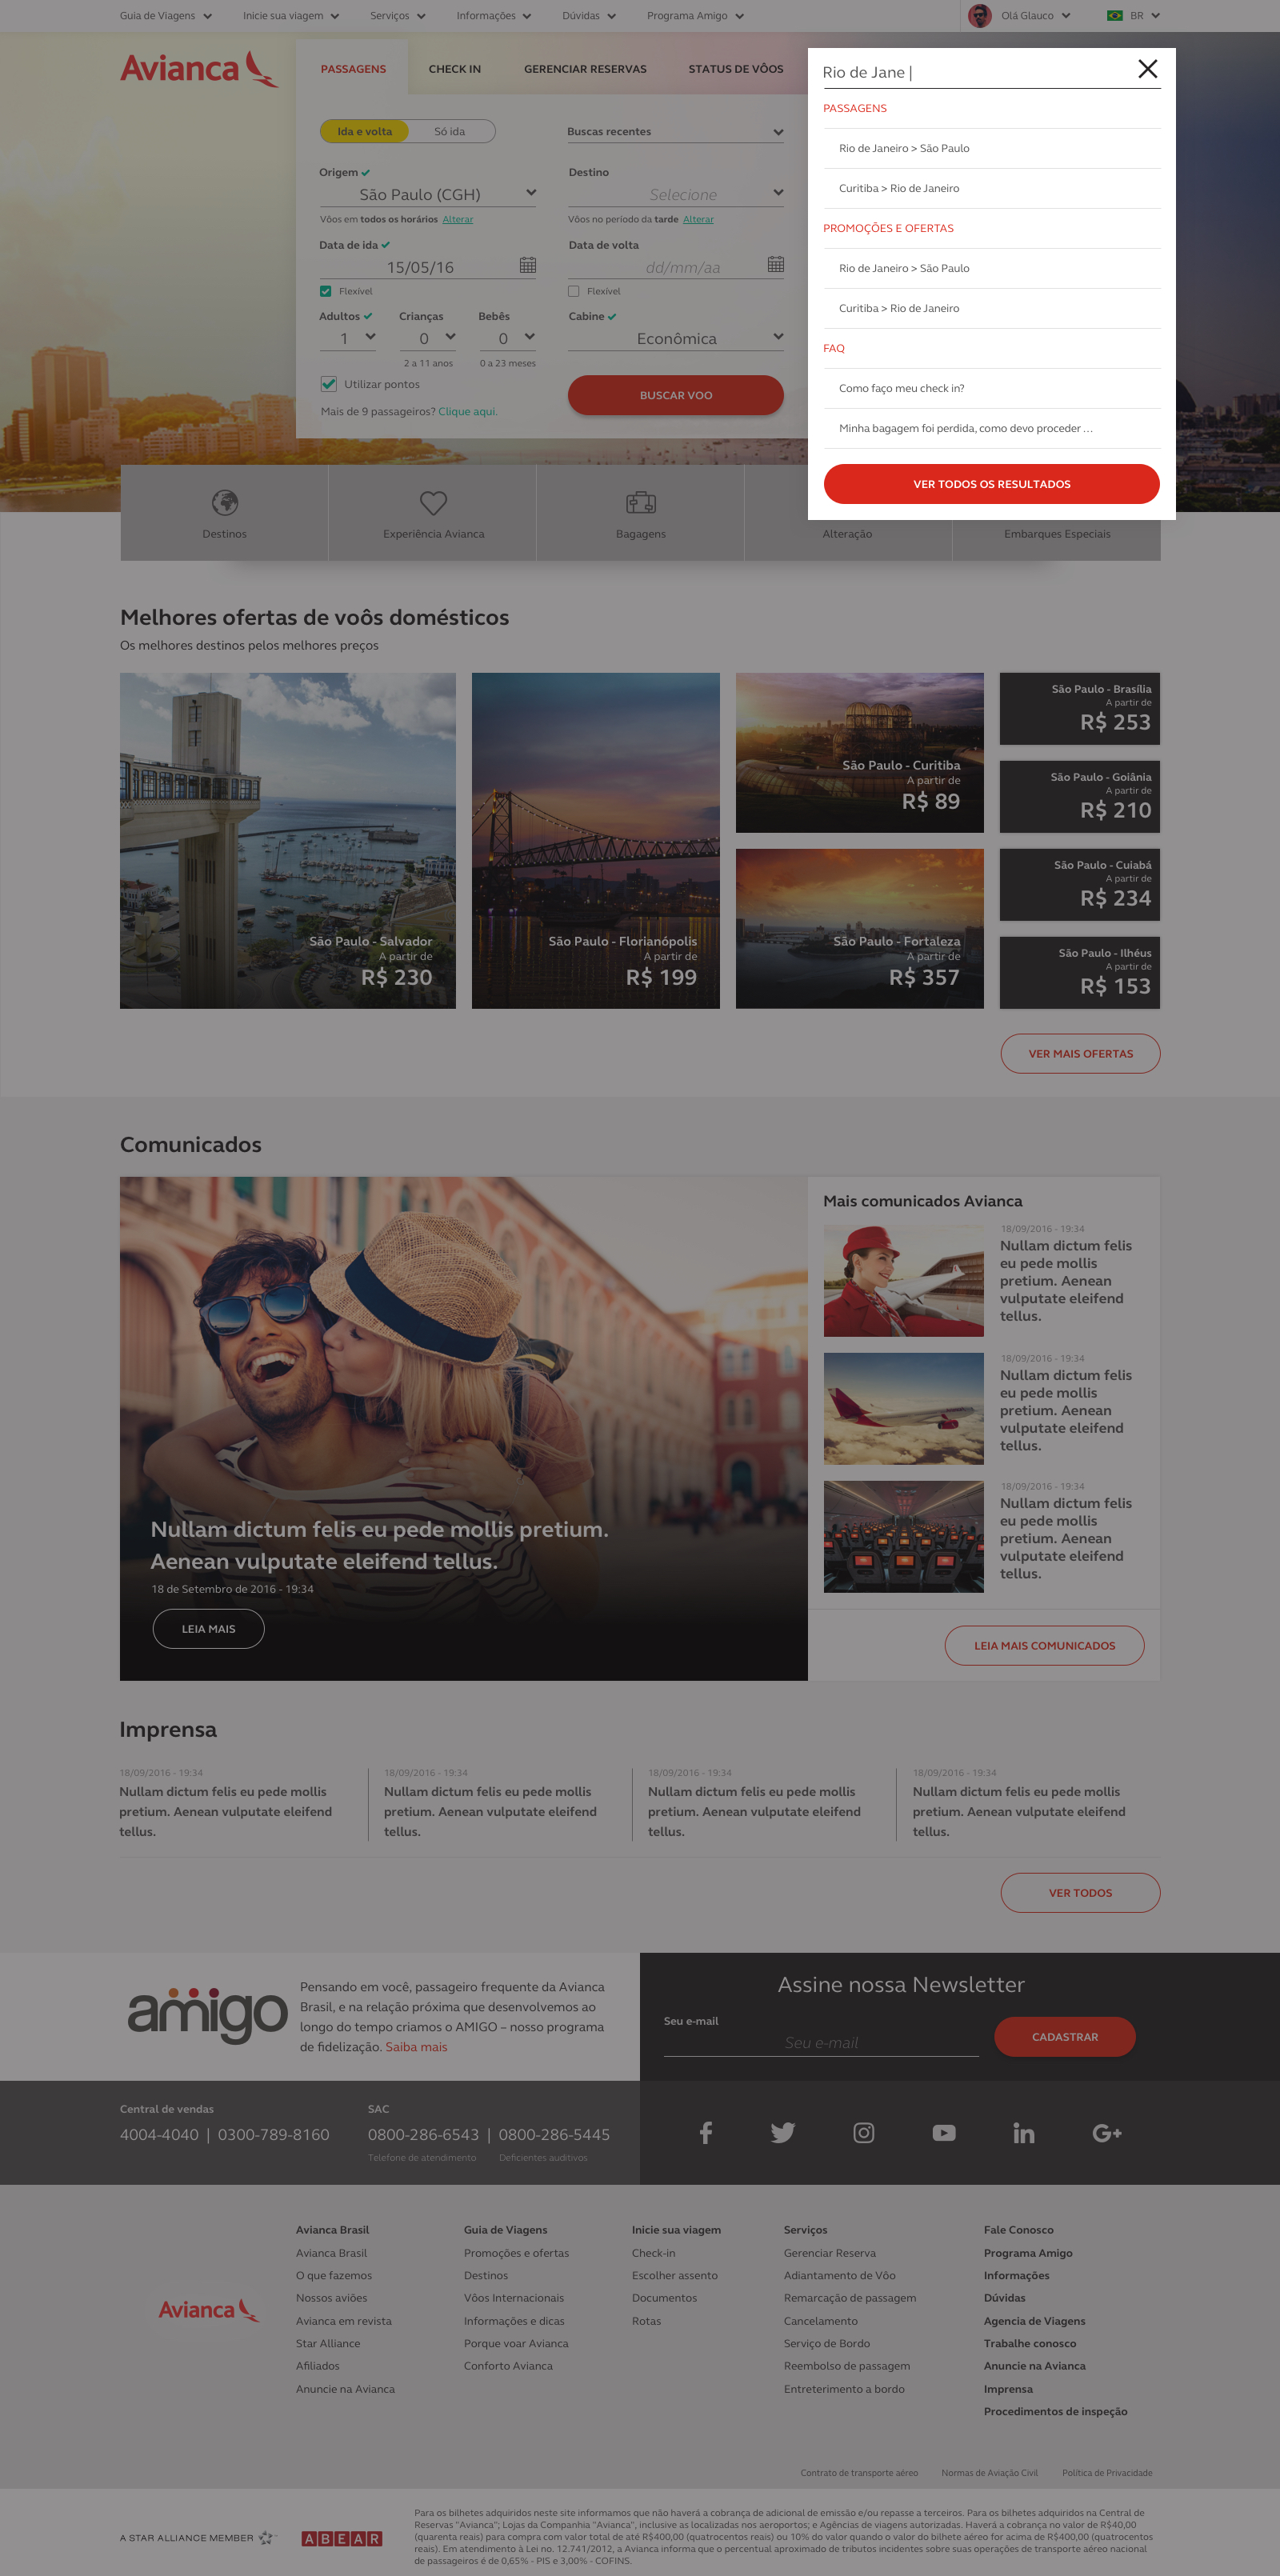 Guia de Viagens Inicie sua viagem Serviços Informações Dúvidas Programa Amigo Olá Glauco BR
Avianca
PASSAGENS CHECK IN GERENCIAR RESERVAS STATUS DE VÔOS
Rio de Jane |
PASSAGENS
Rio de Janeiro > São Paulo
Curitiba > Rio de Janeiro
PROMOÇÕES E OFERTAS
Rio de Janeiro > São Paulo
Curitiba > Rio de Janeiro
FAQ
Como faço meu check in?
Minha bagagem foi perdida, como devo proceder ...
VER TODOS OS RESULTADOS
Ida e volta Só ida Buscas recentes
Origem Destino
São Paulo (CGH) Selecione
Vôos em todos os horários Alterar Vôos no período da tarde Alterar
Data de ida Data de volta
15/05/16 dd/mm/aa
Flexível Flexível
Adultos Crianças Bebês Cabine
1 0 0 Econômica
2 a 11 anos 0 a 23 meses
Utilizar pontos
BUSCAR VOO
Mais de 9 passageiros? Clique aqui.
Destinos Experiência Avianca Bagagens Alteração Embarques Especiais
Melhores ofertas de voôs domésticos
Os melhores destinos pelos melhores preços
São Paulo - Salvador
A partir de
R$ 230
São Paulo - Florianópolis
A partir de
R$ 199
São Paulo - Curitiba
A partir de
R$ 89
São Paulo - Fortaleza
A partir de
R$ 357
São Paulo - Brasília
A partir de
R$ 253
São Paulo - Goiânia
A partir de
R$ 210
São Paulo - Cuiabá
A partir de
R$ 234
São Paulo - Ilhéus
A partir de
R$ 153
VER MAIS OFERTAS
Comunicados
Nullam dictum felis eu pede mollis pretium.
Aenean vulputate eleifend tellus.
18 de Setembro de 2016 - 19:34
LEIA MAIS
Mais comunicados Avianca
18/09/2016 - 19:34
Nullam dictum felis
eu pede mollis
pretium. Aenean
vulputate eleifend
tellus.
18/09/2016 - 19:34
Nullam dictum felis
eu pede mollis
pretium. Aenean
vulputate eleifend
tellus.
18/09/2016 - 19:34
Nullam dictum felis
eu pede mollis
pretium. Aenean
vulputate eleifend
tellus.
LEIA MAIS COMUNICADOS
Imprensa
18/09/2016 - 19:34
Nullam dictum felis eu pede mollis
pretium. Aenean vulputate eleifend
tellus.
18/09/2016 - 19:34
Nullam dictum felis eu pede mollis
pretium. Aenean vulputate eleifend
tellus.
18/09/2016 - 19:34
Nullam dictum felis eu pede mollis
pretium. Aenean vulputate eleifend
tellus.
18/09/2016 - 19:34
Nullam dictum felis eu pede mollis
pretium. Aenean vulputate eleifend
tellus.
VER TODOS
amigo
Pensando em você, passageiro frequente da Avianca
Brasil, e na relação próxima que desenvolvemos ao
longo do tempo criamos o AMIGO – nosso programa
de fidelização. Saiba mais
Assine nossa Newsletter
Seu e-mail
Seu e-mail
CADASTRAR
Central de vendas
4004-4040 | 0300-789-8160
SAC
0800-286-6543 | 0800-286-5445
Telefone de atendimento Deficientes auditivos
Avianca
Avianca Brasil
Avianca Brasil
O que fazemos
Nossos aviões
Avianca em revista
Star Alliance
Afiliados
Anuncie na Avianca
Guia de Viagens
Promoções e ofertas
Destinos
Vôos Internacionais
Informações e dicas
Porque voar Avianca
Conforto Avianca
Inicie sua viagem
Check-in
Escolher assento
Documentos
Rotas
Serviços
Gerenciar Reserva
Adiantamento de Vôo
Remarcação de passagem
Cancelamento
Serviço de Bordo
Reembolso de passagem
Entreterimento a bordo
Fale Conosco
Programa Amigo
Informações
Dúvidas
Agencia de Viagens
Trabalhe conosco
Anuncie na Avianca
Imprensa
Procedimentos de inspeção
Contrato de transporte aéreo Normas de Aviação Civil Política de Privacidade
A STAR ALLIANCE MEMBER
ABEAR
Para os bilhetes adquiridos neste site informamos que não haverá a cobrança de adicional de emissão e/ou repasse a terceiros. Para os bilhetes adquiridos na Central de
Reservas "Avianca"; Lojas da Companhia "Avianca", inclusive as localizadas nos aeroportos; e Agências de viagens autorizadas. Haverá a cobrança no valor de R$40,00
(quarenta reais) para compra com valor total de até R$400,00 (quatrocentos reais) ou 10% do valor quando o valor do bilhete aéreo for acima de R$400,00 (quatrocentos
reais). Em atendimento à Lei no. 12.741/2012, a Avianca informa que o percentual aproximado de tributos incidentes sobre suas operações de transporte aéreo nacional
de passageiros é de 0,65% - PIS e 3,00% - COFINS.